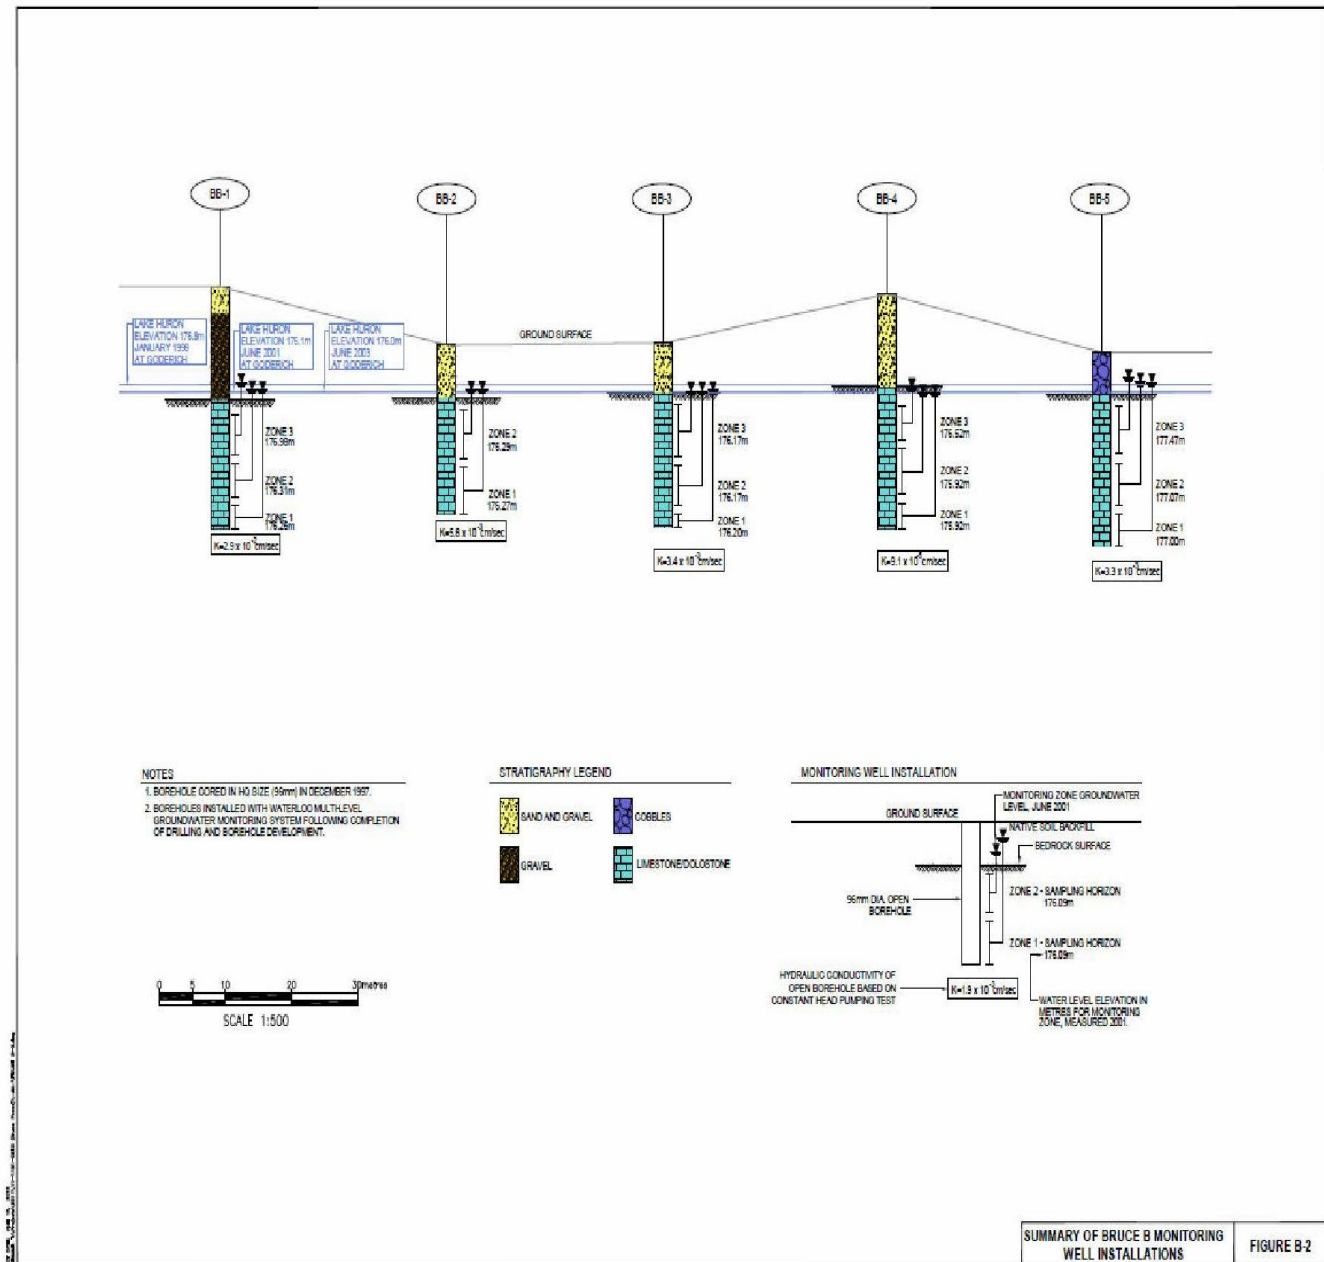 BB-1
BB-2
BB-3
BB-4
BB-5
GROUND SURFACE
LAKE HURON
ELEVATION 176.8m
JANUARY 1998
AT GODERICH
LAKE HURON
ELEVATION 176.1m
JUNE 2001
AT GODERICH
LAKE HURON
ELEVATION 176.0m
JUNE 2003
AT GODERICH
ZONE 3
176.98m
ZONE 2
176.31m
ZONE 1
176.26m
ZONE 2
176.29m
ZONE 1
176.27m
ZONE 3
176.17m
ZONE 2
176.17m
ZONE 1
176.20m
ZONE 3
ZONE 2
ZONE 1
ZONE 3
177.47m
ZONE 2
177.07m
ZONE 1
177.00m
NOTES
1. BOREHOLE CORED IN HQ SIZE (96mm) IN DECEMBER 1997.
2. BOREHOLES INSTALLED WITH WATERLOO MULTI-LEVEL
GROUNDWATER MONITORING SYSTEM FOLLOWING COMPLETION
OF DRILLING AND BOREHOLE DEVELOPMENT.
STRATIGRAPHY LEGEND
SAND AND GRAVEL
COBBLES
GRAVEL
LIMESTONE/DOLOSTONE
MONITORING WELL INSTALLATION
MONITORING ZONE GROUNDWATER
LEVEL, JUNE 2001
GROUND SURFACE
NATIVE SOIL BACKFILL
BEDROCK SURFACE
96mm DIA. OPEN
BOREHOLE
ZONE 2 - SAMPLING HORIZON
176.09m
ZONE 1 - SAMPLING HORIZON
176.09m
HYDRAULIC CONDUCTIVITY OF
OPEN BOREHOLE BASED ON
CONSTANT HEAD PUMPING TEST
WATER LEVEL ELEVATION IN
METRES FOR MONITORING
ZONE, MEASURED 2001.
0 5 10 20 30metres
SCALE 1:500
SUMMARY OF BRUCE B MONITORING
WELL INSTALLATIONS
FIGURE B-2